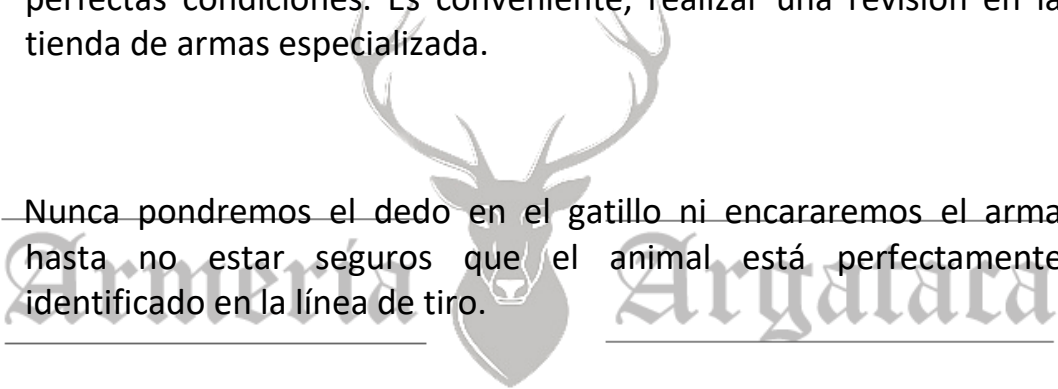 perfectas condiciones. Es conveniente, realizar una revisión en la
tienda de armas especializada.
Nunca pondremos el dedo en el gatillo ni encararemos el arma
hasta no estar seguros que el animal está perfectamente
identificado en la línea de tiro.
Armería Argataca